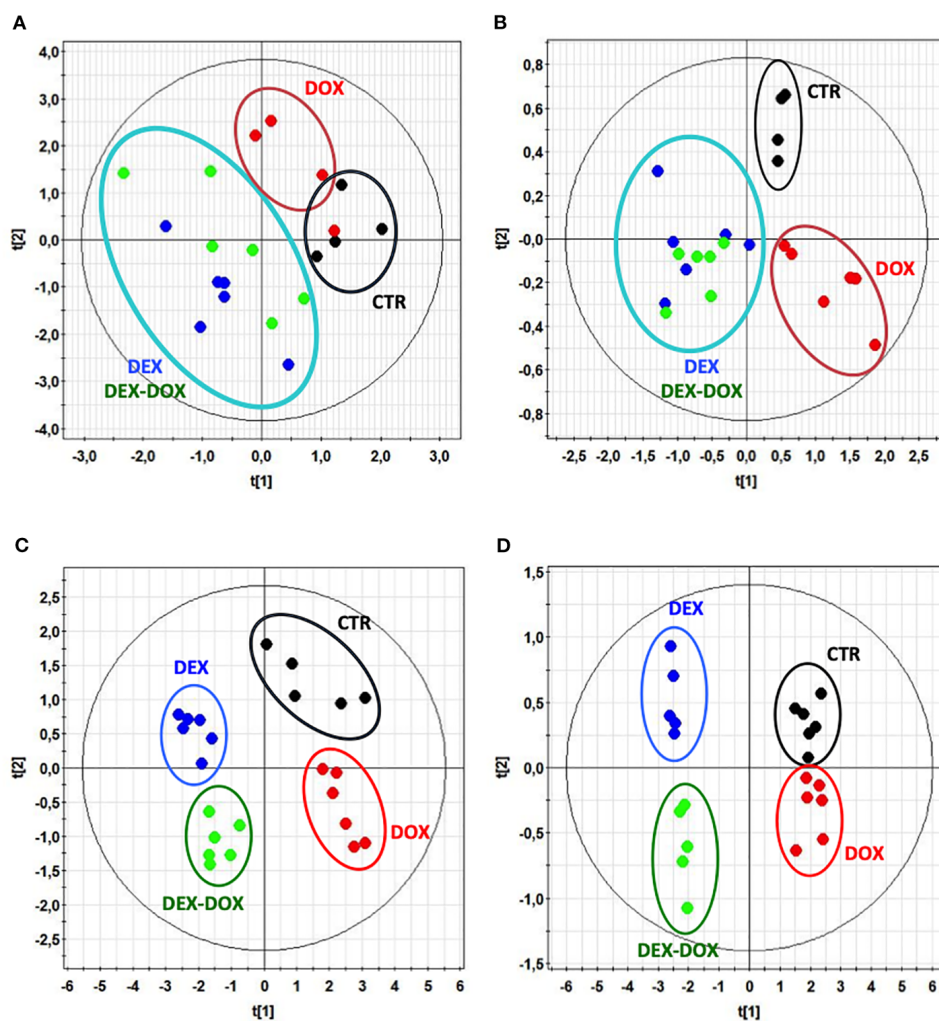 A
4,0
3,0
2,0
1,0
0,0
-1,0
-2,0
-3,0
-4,0
t[2]
DOX
CTR
DEX
DEX-DOX
-3,0 -2,0 -1,0 0,0 1,0 2,0 3,0
t[1]
B
0,8
0,6
0,4
0,2
-0,0
-0,2
-0,4
-0,6
-0,8
t[2]
CTR
DOX
DEX
DEX-DOX
-2,5 -2,0 -1,5 -1,0 -0,5 0,0 0,5 1,0 1,5 2,0 2,5
t[1]
C
2,5
2,0
1,5
1,0
0,5
0,0
-0,5
-1,0
-1,5
-2,0
-2,5
t[2]
CTR
DEX
DOX
DEX-DOX
-6 -5 -4 -3 -2 -1 0 1 2 3 4 5 6
t[1]
D
1,5
1,0
0,5
0,0
-0,5
-1,0
-1,5
t[2]
DEX
CTR
DOX
DEX-DOX
-6 -5 -4 -3 -2 -1 0 1 2 3 4 5 6
t[1]